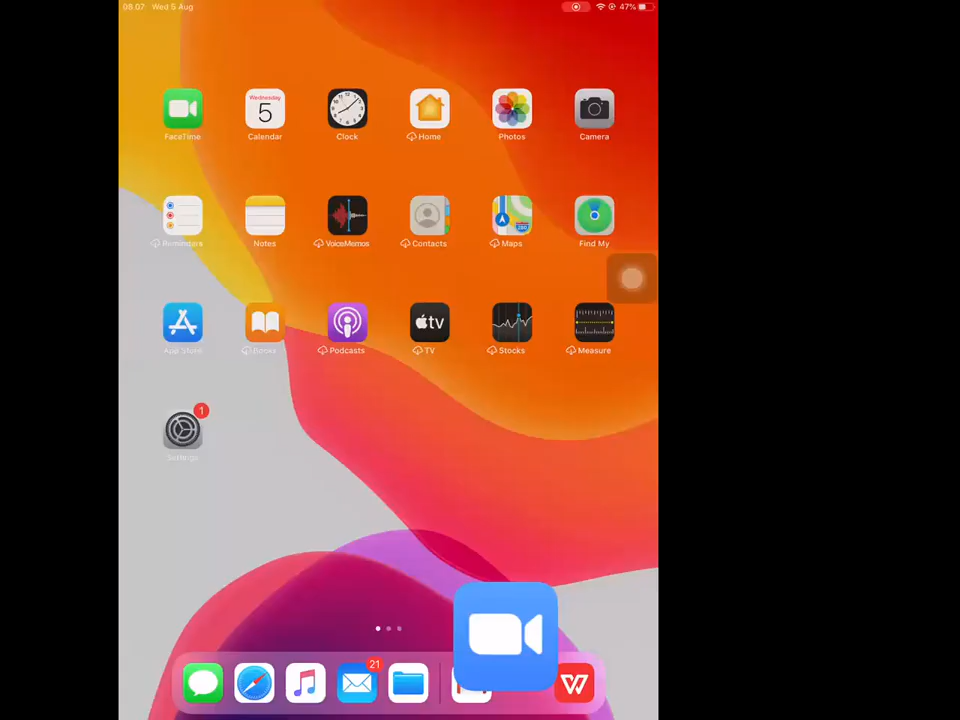 08.07 Wed 5 Aug 47%
Wednesday
5
FaceTime Calendar Clock Home Photos Camera
Reminders Notes VoiceMemos Contacts Maps Find My
tv
App Store Books Podcasts TV Stocks Measure
1
Settings
21